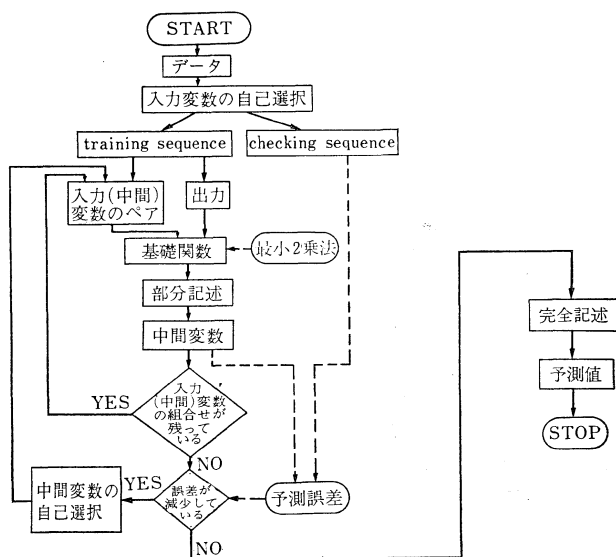 START
データ
入力変数の自己選択
training sequence
checking sequence
入力(中間)
変数のペア
出力
基礎関数
最小2乗法
部分記述
中間変数
入力
(中間)変数
の組合せが
残って
いる
YES
NO
中間変数の
自己選択
YES
誤差が
減少して
いる
予測誤差
NO
完全記述
予測値
STOP